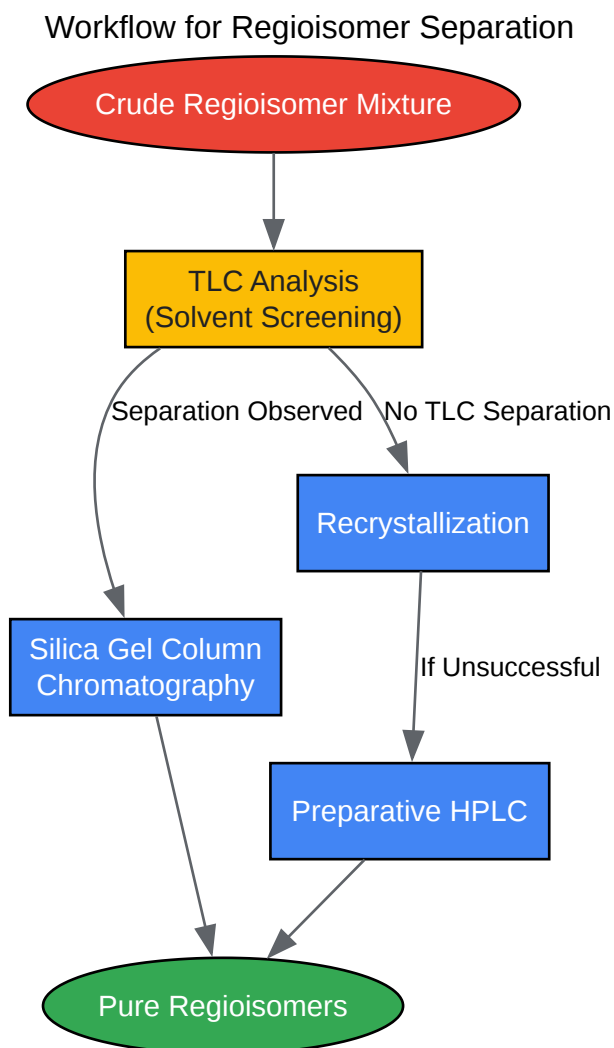 Workflow for Regioisomer Separation
Crude Regioisomer Mixture
TLC Analysis
(Solvent Screening)
Separation Observed
No TLC Separation
Recrystallization
Silica Gel Column
Chromatography
If Unsuccessful
Preparative HPLC
Pure Regioisomers